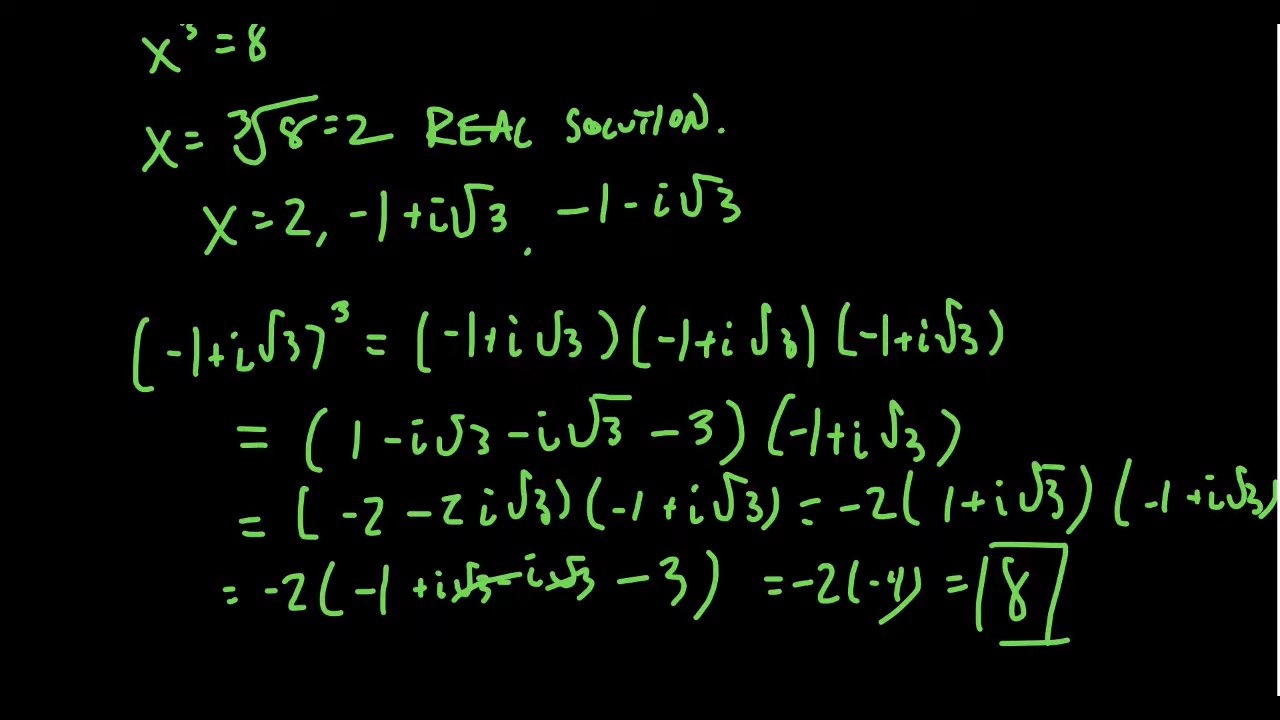 x³ = 8
x = ∛8 = 2 REAL SOLUTION.
x = 2, -1+i√3, -1-i√3
(-1+i√3)³ = (-1+i√3)(-1+i√3)(-1+i√3)
= (1-i√3-i√3-3)(-1+i√3)
= (-2-2i√3)(-1+i√3) = -2(1+i√3)(-1+i√3)
= -2(-1+i√3-i√3-3) = -2(-4) = 8